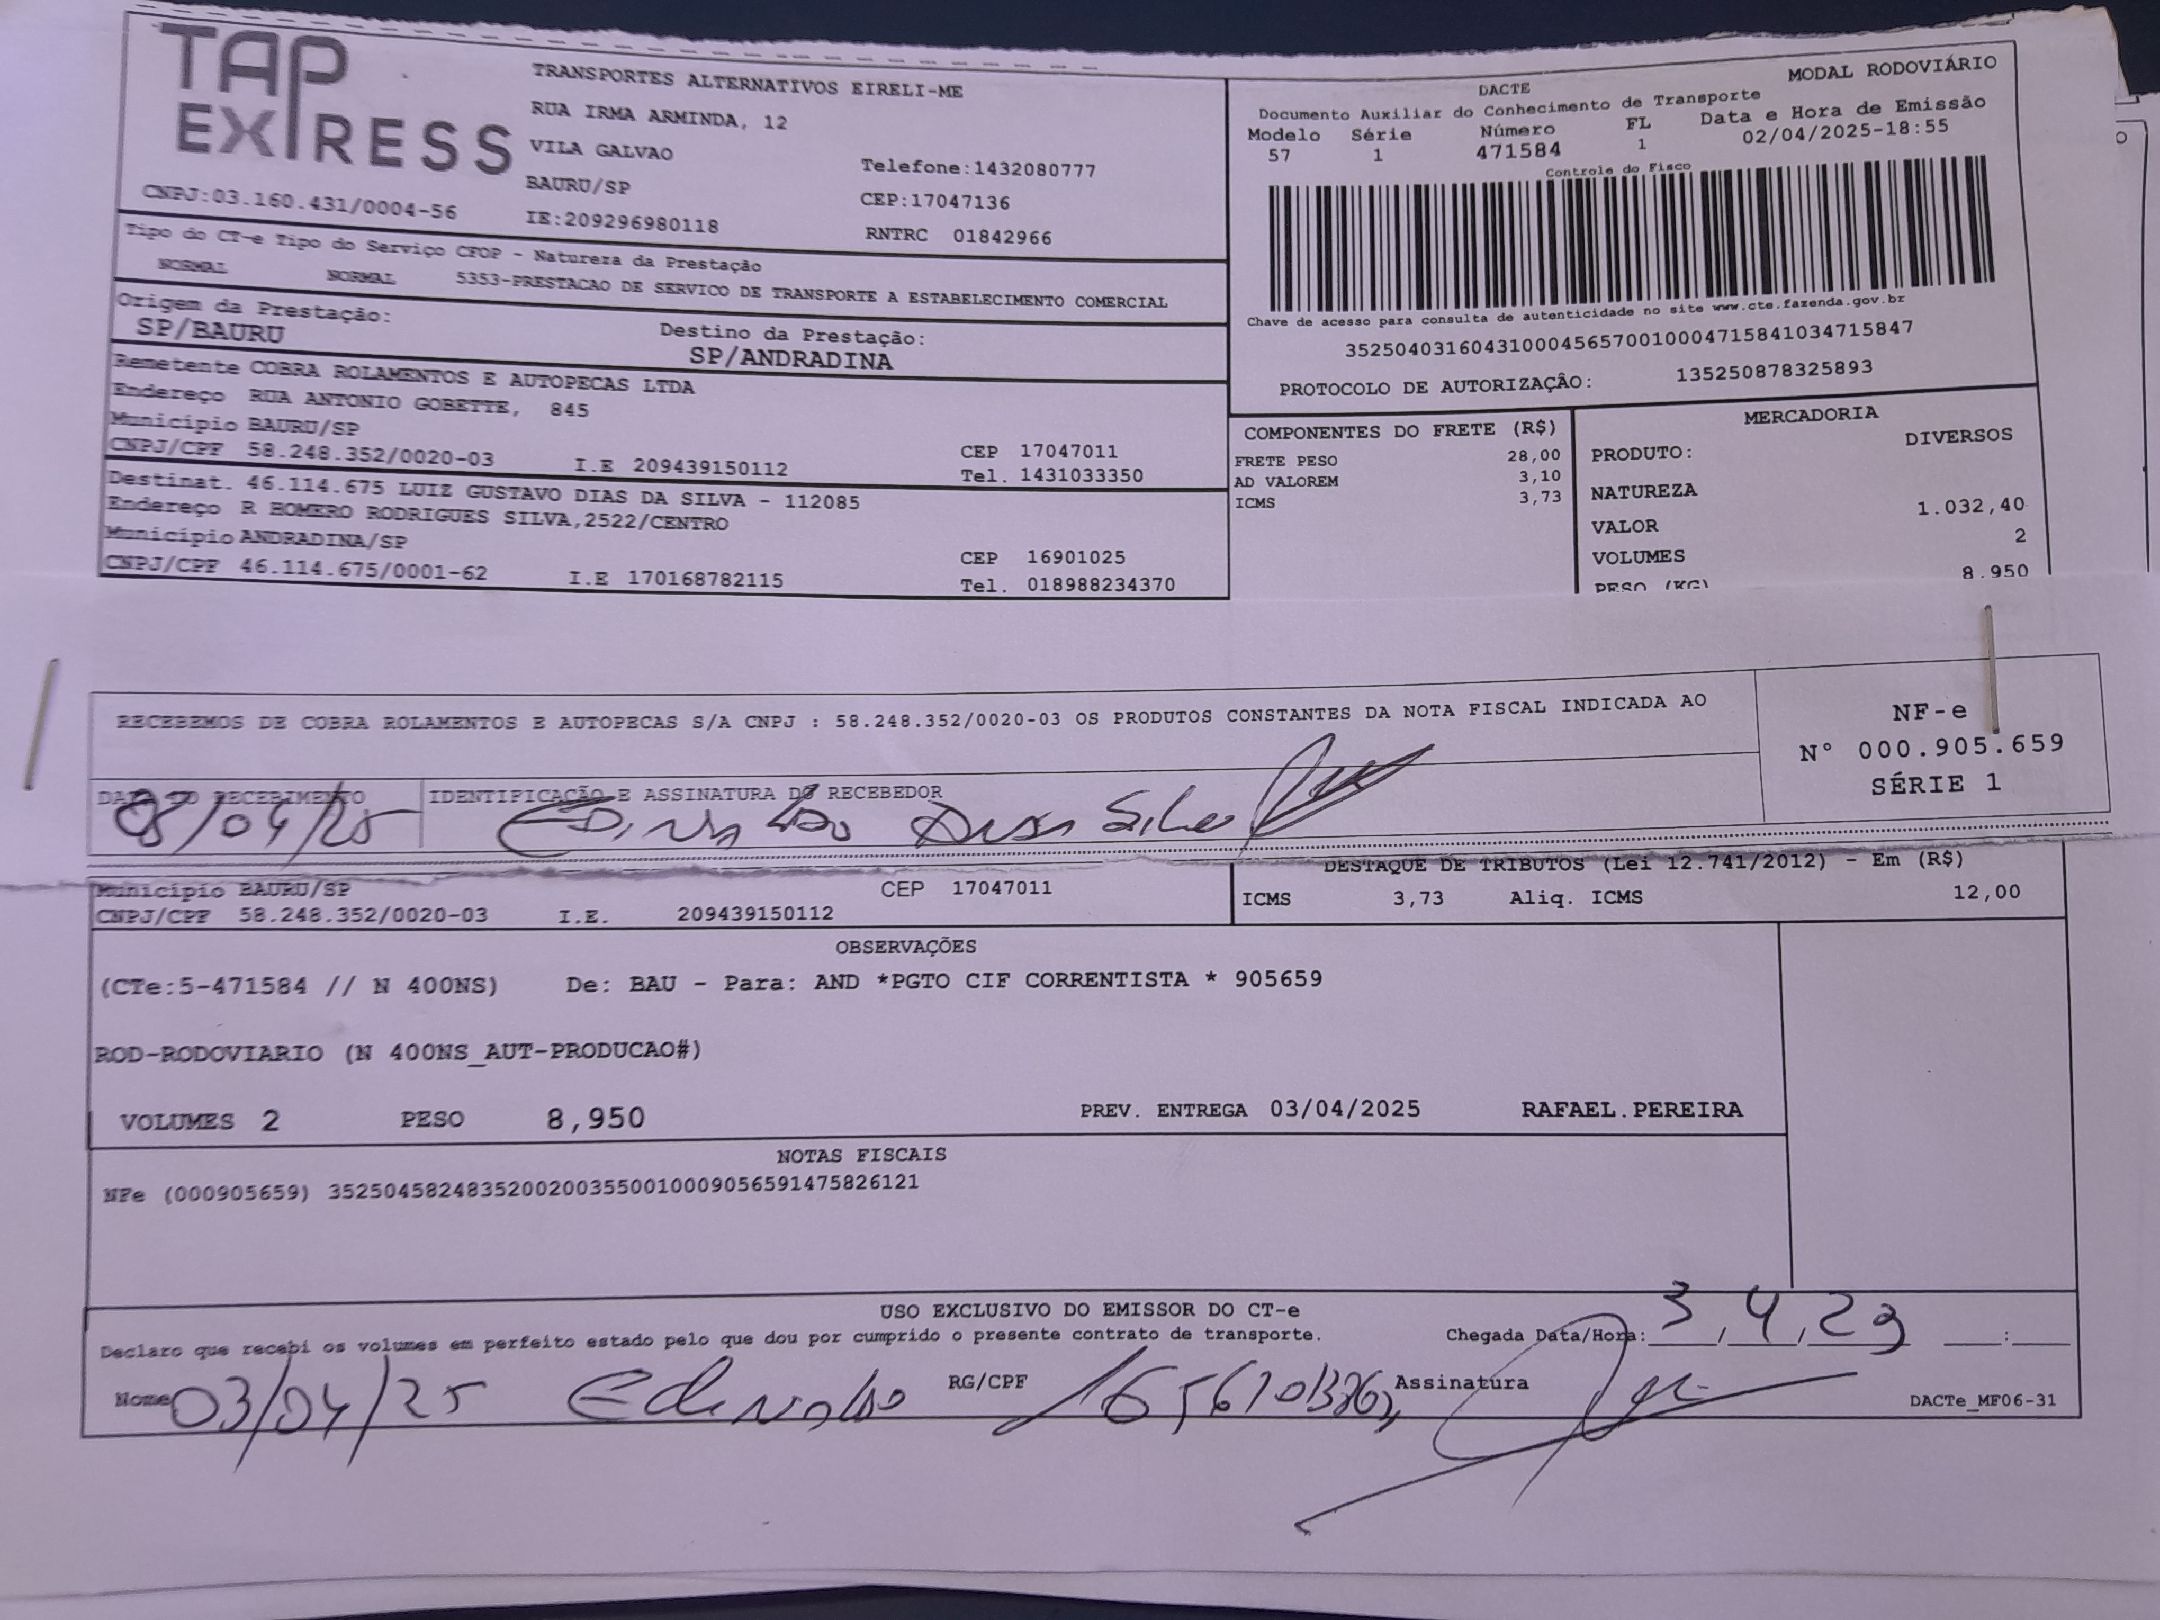 TAP
EXPRESS
TRANSPORTES ALTERNATIVOS EIRELI-ME
RUA IRMA ARMINDA, 12
VILA GALVAO
Telefone:1432080777
BAURU/SP
CEP:17047136
CNPJ:03.160.431/0004-56
IE:209296980118
RNTRC 01842966
DACTE
MODAL RODOVIÁRIO
Documento Auxiliar do Conhecimento de Transporte
Modelo Série Número FL Data e Hora de Emissão
57 1 471584 1 02/04/2025-18:55
Controle do Fisco
Chave de acesso para consulta de autenticidade no site www.cte.fazenda.gov.br
35250403160431000456570010004715841034715847
PROTOCOLO DE AUTORIZAÇÃO: 135250878325893
Tipo do CT-e Tipo do Serviço CFOP - Natureza da Prestação
NORMAL NORMAL 5353-PRESTACAO DE SERVICO DE TRANSPORTE A ESTABELECIMENTO COMERCIAL
Origem da Prestação: Destino da Prestação:
SP/BAURU SP/ANDRADINA
Remetente COBRA ROLAMENTOS E AUTOPECAS LTDA
Endereço RUA ANTONIO GOBETTE, 845
Município BAURU/SP CEP 17047011
CNPJ/CPF 58.248.352/0020-03 I.E 209439150112 Tel. 1431033350
Destinat. 46.114.675 LUIZ GUSTAVO DIAS DA SILVA - 112085
Endereço R HOMERO RODRIGUES SILVA,2522/CENTRO
Município ANDRADINA/SP CEP 16901025
CNPJ/CPF 46.114.675/0001-62 I.E 170168782115 Tel. 018988234370
COMPONENTES DO FRETE (R$)
FRETE PESO 28,00
AD VALOREM 3,10
ICMS 3,73
MERCADORIA
PRODUTO: DIVERSOS
NATUREZA
VALOR 1.032,40
VOLUMES 2
PESO (KG) 8.950
RECEBEMOS DE COBRA ROLAMENTOS E AUTOPECAS S/A CNPJ : 58.248.352/0020-03 OS PRODUTOS CONSTANTES DA NOTA FISCAL INDICADA AO
NF-e
N° 000.905.659
SÉRIE 1
DATA DO RECEBIMENTO IDENTIFICAÇÃO E ASSINATURA DO RECEBEDOR
03/04/25
DESTAQUE DE TRIBUTOS (Lei 12.741/2012) - Em (R$)
Município BAURU/SP CEP 17047011
ICMS 3,73 Aliq. ICMS 12,00
CNPJ/CPF 58.248.352/0020-03 I.E. 209439150112
OBSERVAÇÕES
(CTe:5-471584 // N 400NS) De: BAU - Para: AND *PGTO CIF CORRENTISTA * 905659
ROD-RODOVIARIO (N 400NS_AUT-PRODUCAO#)
VOLUMES 2 PESO 8,950 PREV. ENTREGA 03/04/2025 RAFAEL.PEREIRA
NOTAS FISCAIS
NFe (000905659) 35250458248352002003550010009056591475826121
USO EXCLUSIVO DO EMISSOR DO CT-e
Declaro que recebi os volumes em perfeito estado pelo que dou por cumprido o presente contrato de transporte. Chegada Data/Hora: 3,4,23 :
Nome 03/04/25 Edinaldo RG/CPF Assinatura
DACTe_MF06-31